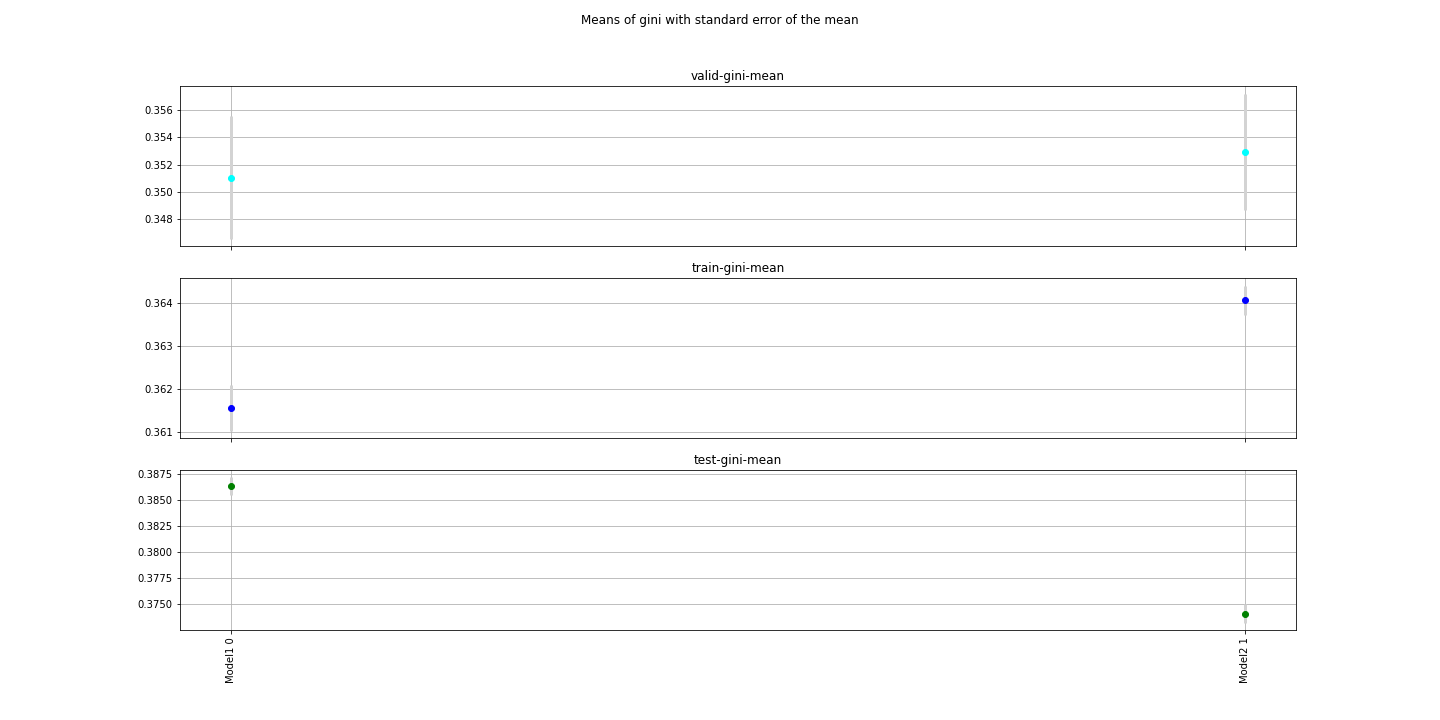 Means of gini with standard error of the mean
valid-gini-mean
0.356
0.354
0.352
0.350
0.348
train-gini-mean
0.364
0.363
0.362
0.361
test-gini-mean
0.3875
0.3850
0.3825
0.3800
0.3775
0.3750
Model1 0
Model2 1